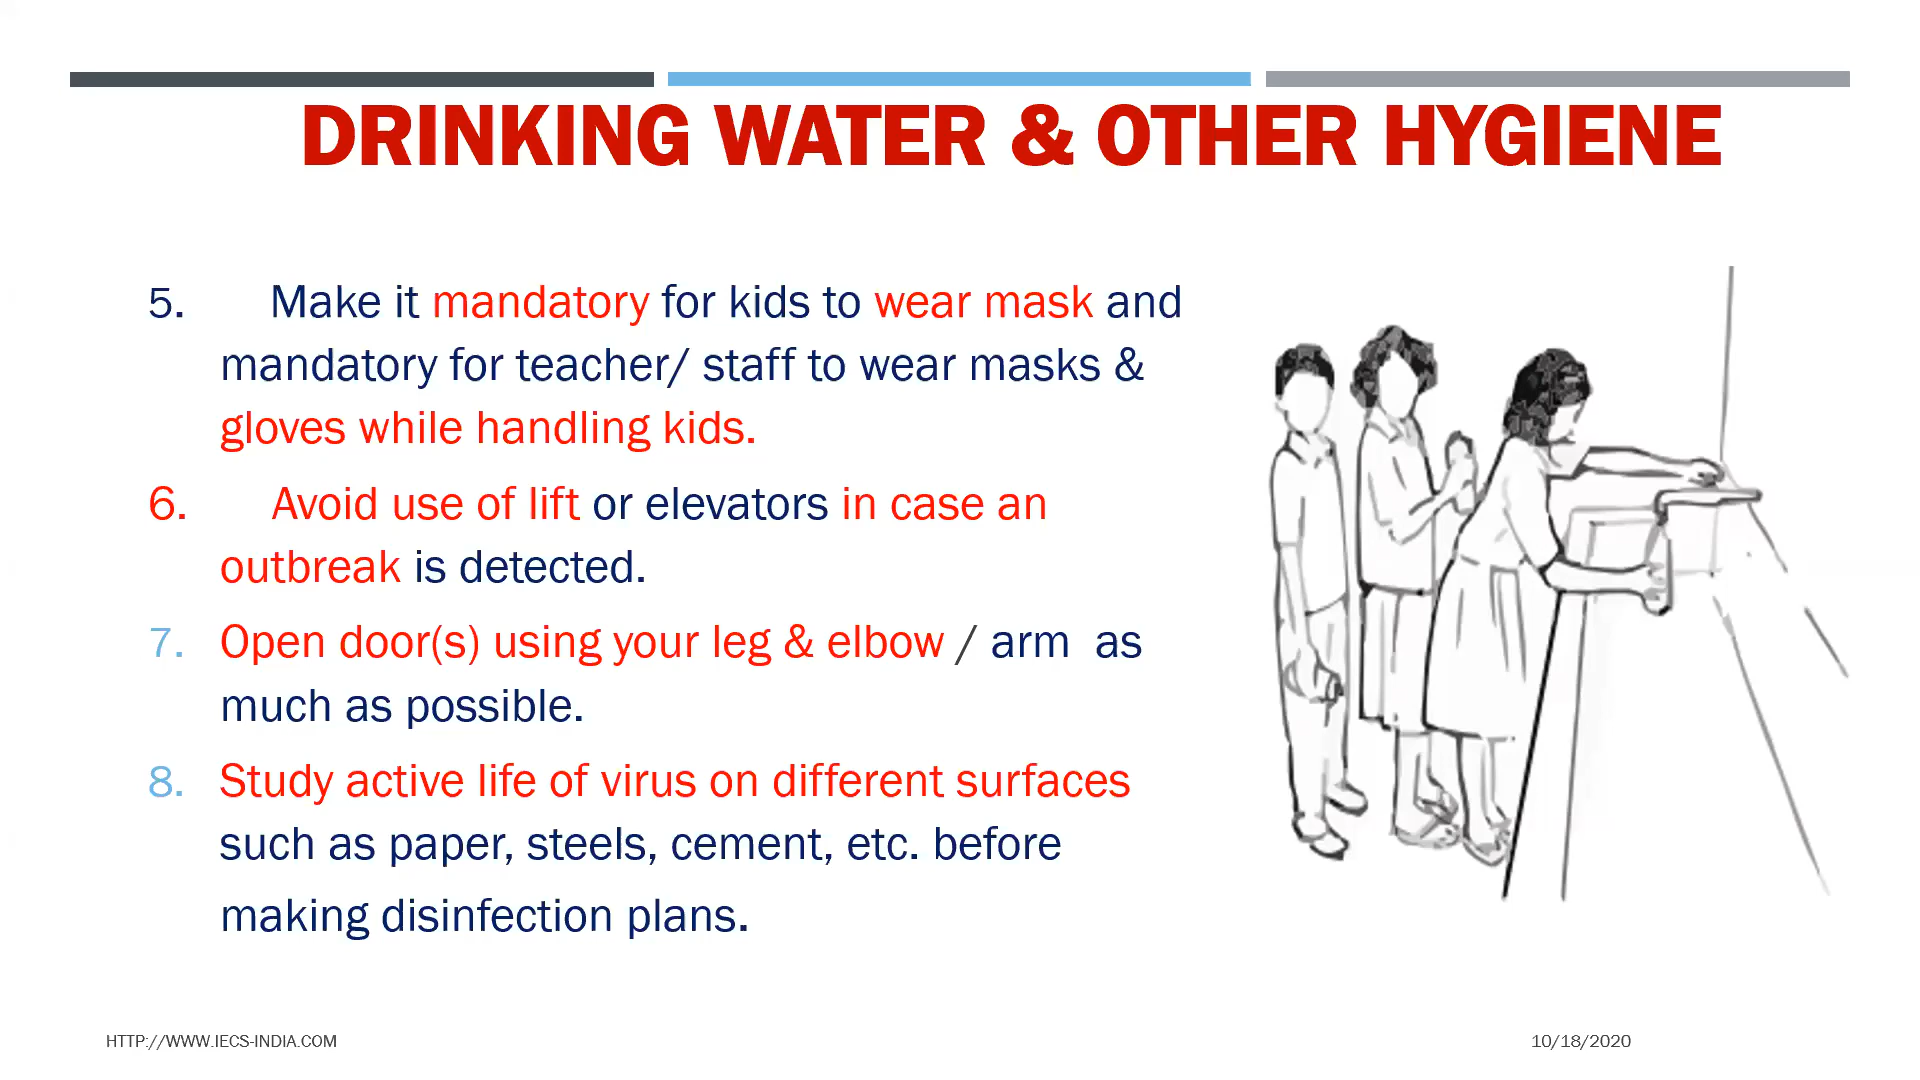 DRINKING WATER & OTHER HYGIENE
5. Make it mandatory for kids to wear mask and
mandatory for teacher/ staff to wear masks &
gloves while handling kids.
6. Avoid use of lift or elevators in case an
outbreak is detected.
7. Open door(s) using your leg & elbow / arm as
much as possible.
8. Study active life of virus on different surfaces
such as paper, steels, cement, etc. before
making disinfection plans.
HTTP://WWW.IECS-INDIA.COM
10/18/2020